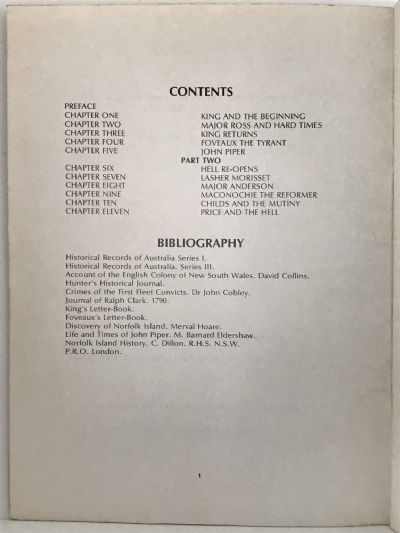 CONTENTS
PREFACE
CHAPTER ONE KING AND THE BEGINNING
CHAPTER TWO MAJOR ROSS AND HARD TIMES
CHAPTER THREE KING RETURNS
CHAPTER FOUR FOVEAUX THE TYRANT
CHAPTER FIVE JOHN PIPER
PART TWO
CHAPTER SIX HELL RE-OPENS
CHAPTER SEVEN LASHER MORISSET
CHAPTER EIGHT MAJOR ANDERSON
CHAPTER NINE MACONOCHIE THE REFORMER
CHAPTER TEN CHILDS AND THE MUTINY
CHAPTER ELEVEN PRICE AND THE HELL
BIBLIOGRAPHY
Historical Records of Australia Series I.
Historical Records of Australia. Series III.
Account of the English Colony of New South Wales. David Collins.
Hunter's Historical Journal.
Crimes of the First Fleet Convicts. Dr John Cobley.
Journal of Ralph Clark. 1790.
King's Letter-Book.
Foveaux's Letter-Book.
Discovery of Norfolk Island. Merval Hoare.
Life and Times of John Piper. M. Barnard Eldershaw.
Norfolk Island History, C. Dillon. R.H.S. N.S.W.
P.R.O. London.
1